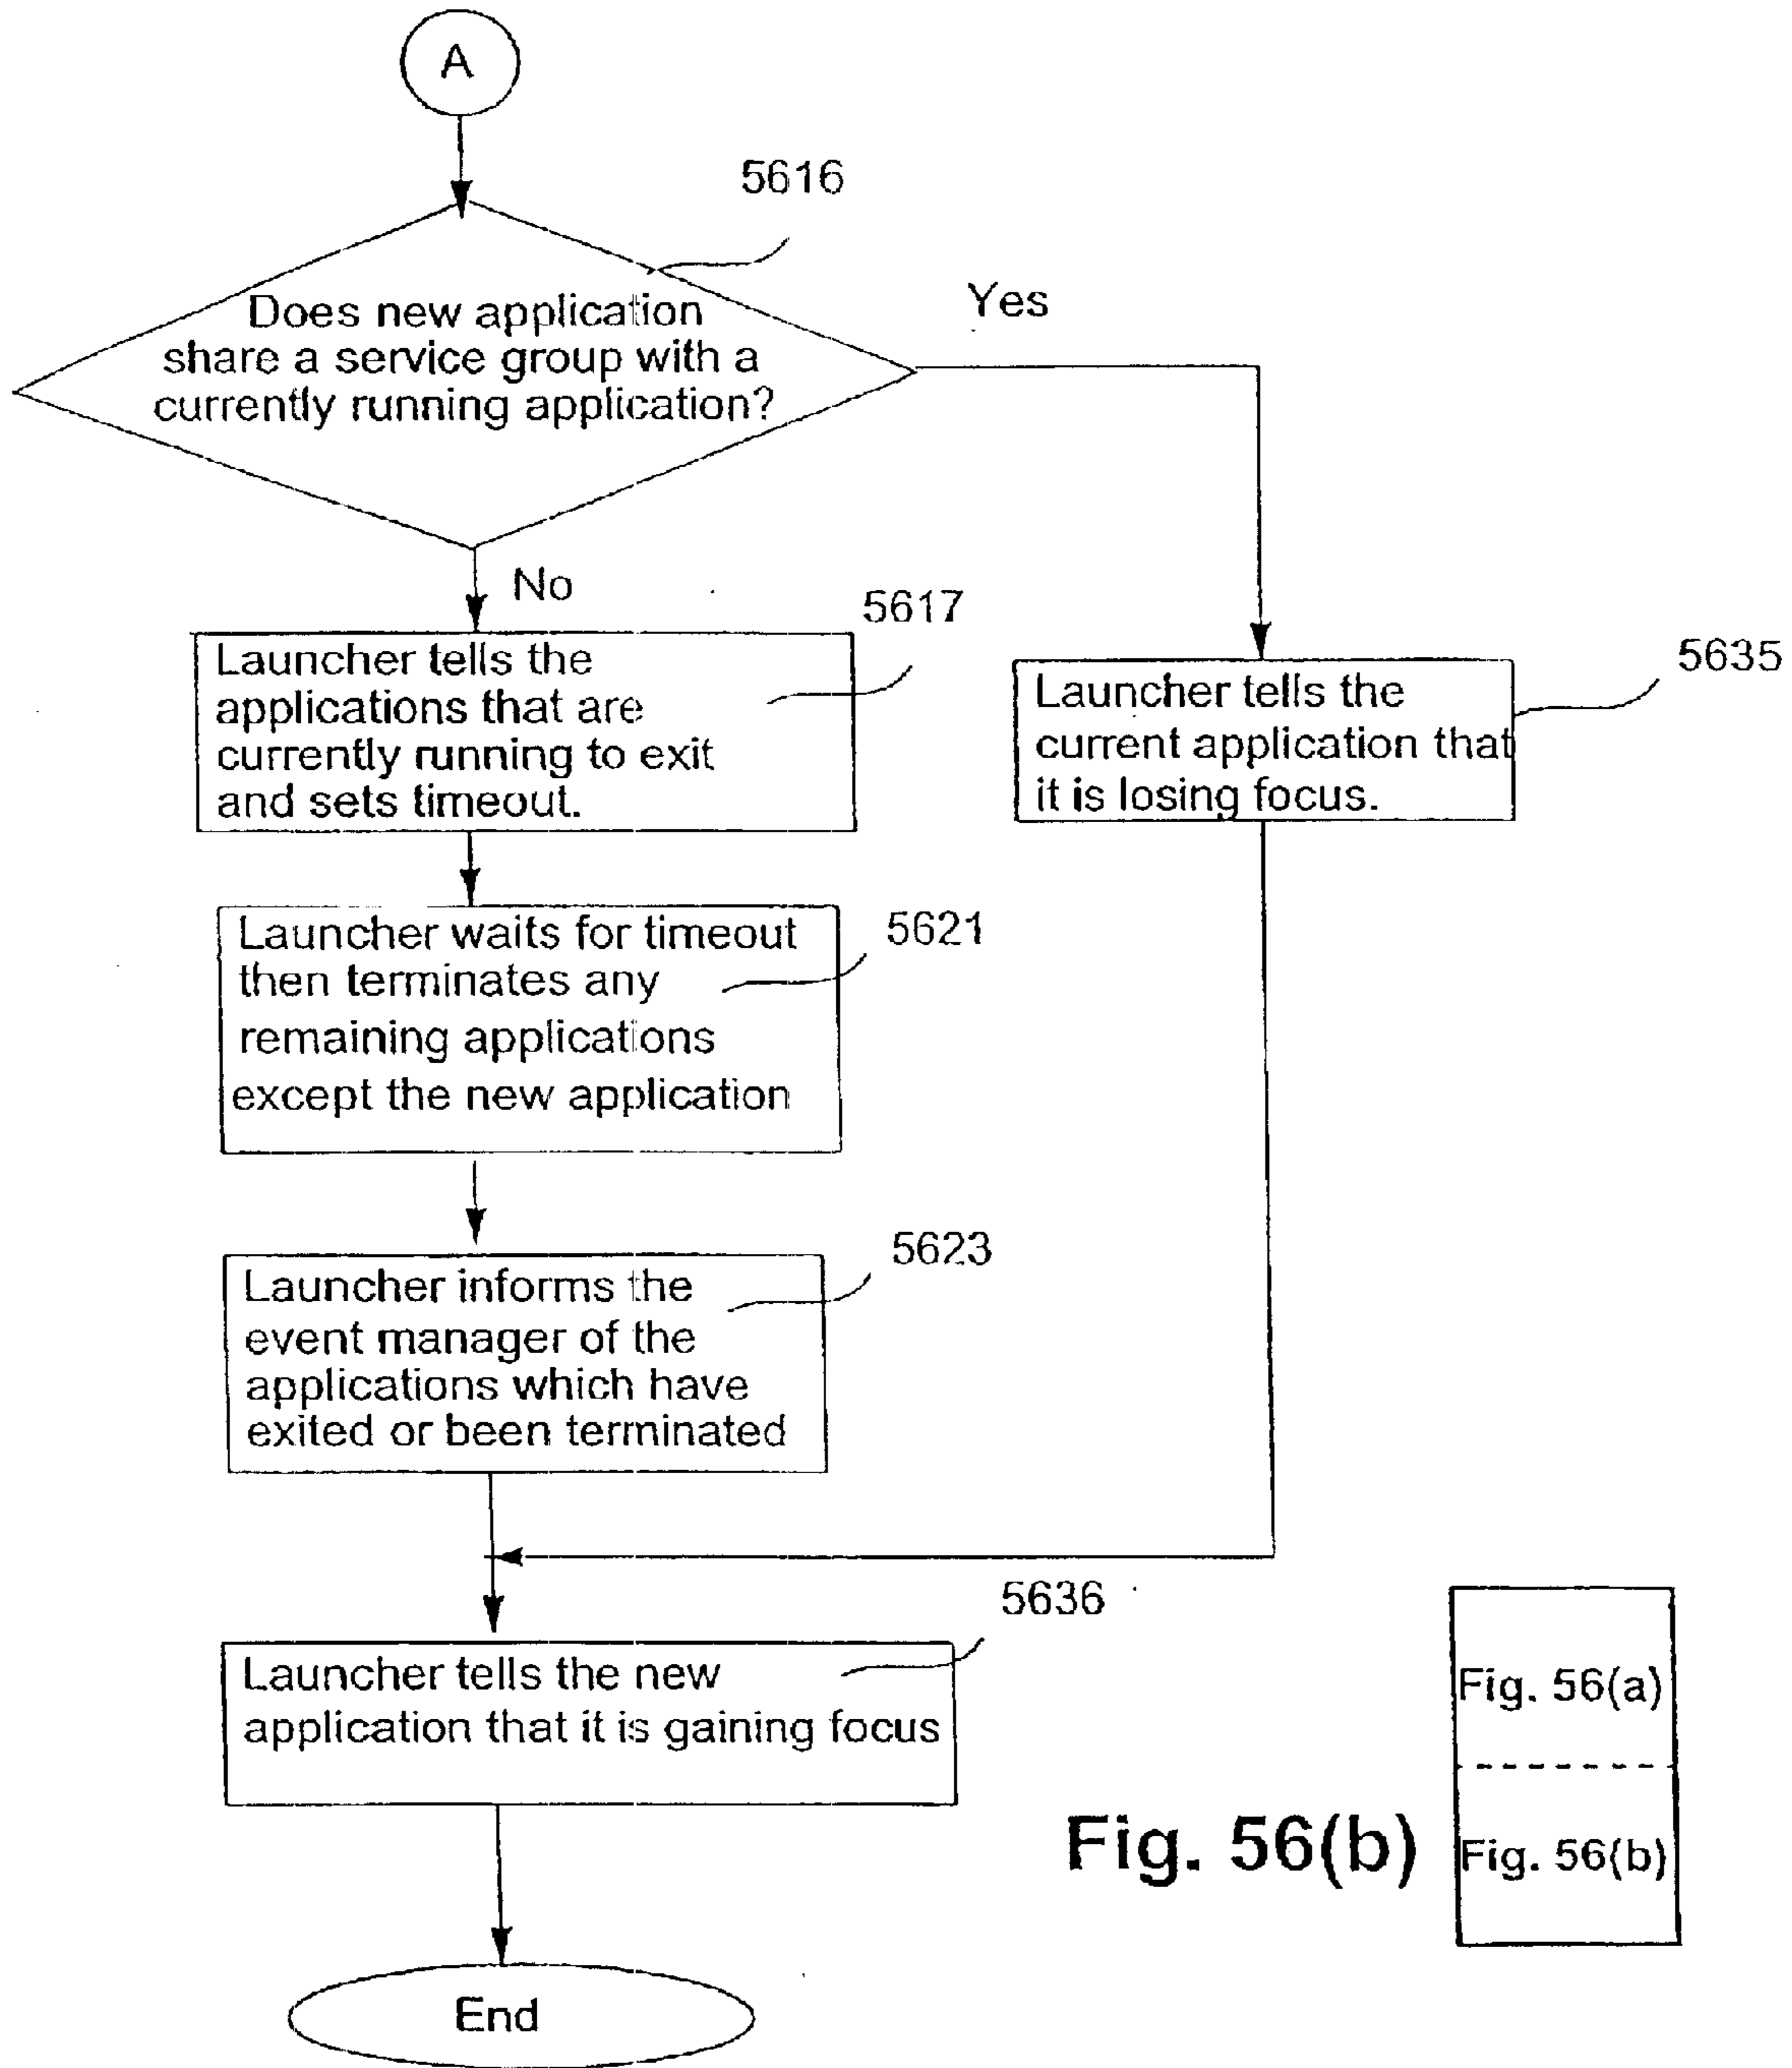 A
5616
Does new application
share a service group with a
currently running application?
Yes
No
5617
Launcher tells the
applications that are
currently running to exit
and sets timeout.
5635
Launcher tells the
current application that
it is losing focus.
5621
Launcher waits for timeout
then terminates any
remaining applications
except the new application
5623
Launcher informs the
event manager of the
applications which have
exited or been terminated
5636
Launcher tells the new
application that it is gaining focus
End
Fig. 56(b)
Fig. 56(a)
Fig. 56(b)